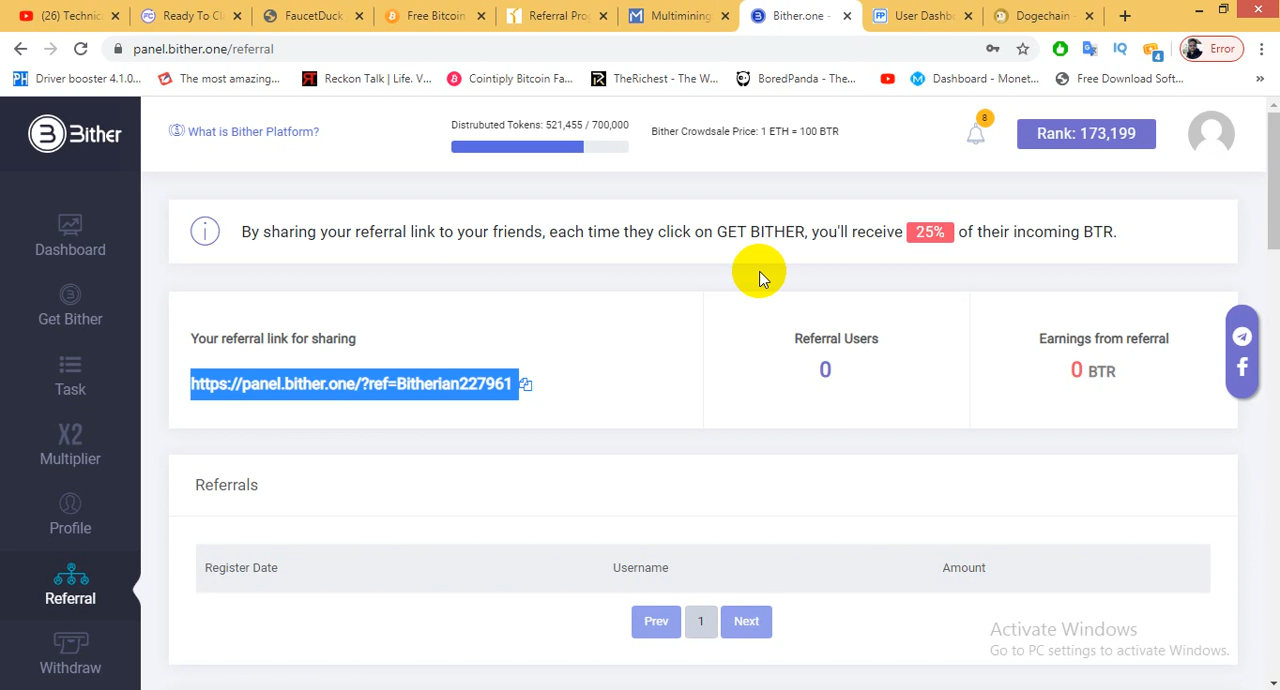 (26) Technic
Ready To Cl
FaucetDuck
Free Bitcoin
Referral Pro
Multimining
Bither.one -
User Dashb
Dogechain -
panel.bither.one/referral
Error
Driver booster 4.1.0...
The most amazing...
Reckon Talk | Life. V...
Cointiply Bitcoin Fa...
TheRichest - The W...
BoredPanda - The...
Dashboard - Monet...
Free Download Soft...
»
Bither
What is Bither Platform?
Distrubuted Tokens: 521,455 / 700,000
Bither Crowdsale Price: 1 ETH = 100 BTR
8
Rank: 173,199
By sharing your referral link to your friends, each time they click on GET BITHER, you'll receive 25% of their incoming BTR.
Dashboard
Get Bither
Task
X2
Multiplier
Profile
Referral
Withdraw
Your referral link for sharing
https://panel.bither.one/?ref=Bitherian227961
Referral Users
0
Earnings from referral
0 BTR
Referrals
Register Date
Username
Amount
Prev
1
Next
Activate Windows
Go to PC settings to activate Windows.